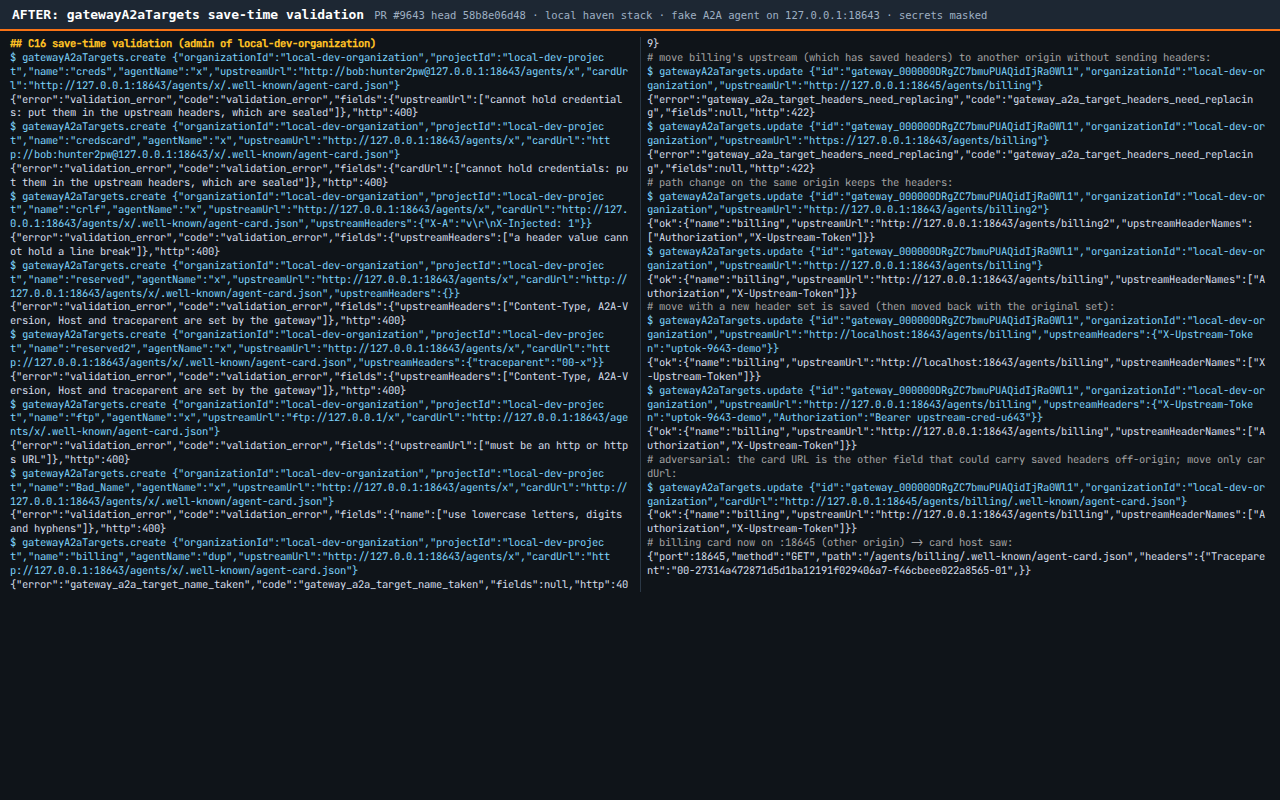 AFTER: gatewayA2aTargets save-time validation PR #9643 head 58b8e06d48 · local haven stack · fake A2A agent on 127.0.0.1:18643 · secrets masked
## C16 save-time validation (admin of local-dev-organization)
$ gatewayA2aTargets.create {"organizationId":"local-dev-organization","projectId":"local-dev-projec
t","name":"creds","agentName":"x","upstreamUrl":"http://bob:hunter2pw@127.0.0.1:18643/agents/x","cardUr
l":"http://127.0.0.1:18643/agents/x/.well-known/agent-card.json"}
{"error":"validation_error","code":"validation_error","fields":{"upstreamUrl":["cannot hold credential
s: put them in the upstream headers, which are sealed"]},"http":400}
$ gatewayA2aTargets.create {"organizationId":"local-dev-organization","projectId":"local-dev-projec
t","name":"credscard","agentName":"x","upstreamUrl":"http://127.0.0.1:18643/agents/x","cardUrl":"htt
p://bob:hunter2pw@127.0.0.1:18643/x/.well-known/agent-card.json"}
{"error":"validation_error","code":"validation_error","fields":{"cardUrl":["cannot hold credentials: pu
t them in the upstream headers, which are sealed"]},"http":400}
$ gatewayA2aTargets.create {"organizationId":"local-dev-organization","projectId":"local-dev-projec
t","name":"crlf","agentName":"x","upstreamUrl":"http://127.0.0.1:18643/agents/x","cardUrl":"http://127.
0.0.1:18643/agents/x/.well-known/agent-card.json","upstreamHeaders":{"X-A":"v\r\nX-Injected: 1"}}
{"error":"validation_error","code":"validation_error","fields":{"upstreamHeaders":["a header value cann
ot hold a line break"]},"http":400}
$ gatewayA2aTargets.create {"organizationId":"local-dev-organization","projectId":"local-dev-projec
t","name":"reserved","agentName":"x","upstreamUrl":"http://127.0.0.1:18643/agents/x","cardUrl":"http://
127.0.0.1:18643/agents/x/.well-known/agent-card.json","upstreamHeaders":{}}
{"error":"validation_error","code":"validation_error","fields":{"upstreamHeaders":["Content-Type, A2A-V
ersion, Host and traceparent are set by the gateway"]},"http":400}
$ gatewayA2aTargets.create {"organizationId":"local-dev-organization","projectId":"local-dev-projec
t","name":"reserved2","agentName":"x","upstreamUrl":"http://127.0.0.1:18643/agents/x","cardUrl":"htt
p://127.0.0.1:18643/agents/x/.well-known/agent-card.json","upstreamHeaders":{"traceparent":"00-x"}}
{"error":"validation_error","code":"validation_error","fields":{"upstreamHeaders":["Content-Type, A2A-V
ersion, Host and traceparent are set by the gateway"]},"http":400}
$ gatewayA2aTargets.create {"organizationId":"local-dev-organization","projectId":"local-dev-projec
t","name":"ftp","agentName":"x","upstreamUrl":"ftp://127.0.0.1/x","cardUrl":"http://127.0.0.1:18643/age
nts/x/.well-known/agent-card.json"}
{"error":"validation_error","code":"validation_error","fields":{"upstreamUrl":["must be an http or http
s URL"]},"http":400}
$ gatewayA2aTargets.create {"organizationId":"local-dev-organization","projectId":"local-dev-projec
t","name":"Bad_Name","agentName":"x","upstreamUrl":"http://127.0.0.1:18643/agents/x","cardUrl":"http://
127.0.0.1:18643/agents/x/.well-known/agent-card.json"}
{"error":"validation_error","code":"validation_error","fields":{"name":["use lowercase letters, digits
and hyphens"]},"http":400}
$ gatewayA2aTargets.create {"organizationId":"local-dev-organization","projectId":"local-dev-projec
t","name":"billing","agentName":"dup","upstreamUrl":"http://127.0.0.1:18643/agents/x","cardUrl":"htt
p://127.0.0.1:18643/agents/x/.well-known/agent-card.json"}
{"error":"gateway_a2a_target_name_taken","code":"gateway_a2a_target_name_taken","fields":null,"http":40
9}
# move billing's upstream (which has saved headers) to another origin without sending headers:
$ gatewayA2aTargets.update {"id":"gateway_000000DRgZC7bmuPUAQidIjRa0Wl1","organizationId":"local-dev-or
ganization","upstreamUrl":"http://127.0.0.1:18645/agents/billing"}
{"error":"gateway_a2a_target_headers_need_replacing","code":"gateway_a2a_target_headers_need_replacin
g","fields":null,"http":422}
$ gatewayA2aTargets.update {"id":"gateway_000000DRgZC7bmuPUAQidIjRa0Wl1","organizationId":"local-dev-or
ganization","upstreamUrl":"https://127.0.0.1:18643/agents/billing"}
{"error":"gateway_a2a_target_headers_need_replacing","code":"gateway_a2a_target_headers_need_replacin
g","fields":null,"http":422}
# path change on the same origin keeps the headers:
$ gatewayA2aTargets.update {"id":"gateway_000000DRgZC7bmuPUAQidIjRa0Wl1","organizationId":"local-dev-or
ganization","upstreamUrl":"http://127.0.0.1:18643/agents/billing2"}
{"ok":{"name":"billing","upstreamUrl":"http://127.0.0.1:18643/agents/billing2","upstreamHeaderNames":
["Authorization","X-Upstream-Token"]}}
$ gatewayA2aTargets.update {"id":"gateway_000000DRgZC7bmuPUAQidIjRa0Wl1","organizationId":"local-dev-or
ganization","upstreamUrl":"http://127.0.0.1:18643/agents/billing"}
{"ok":{"name":"billing","upstreamUrl":"http://127.0.0.1:18643/agents/billing","upstreamHeaderNames":["A
uthorization","X-Upstream-Token"]}}
# move with a new header set is saved (then moved back with the original set):
$ gatewayA2aTargets.update {"id":"gateway_000000DRgZC7bmuPUAQidIjRa0Wl1","organizationId":"local-dev-or
ganization","upstreamUrl":"http://localhost:18643/agents/billing","upstreamHeaders":{"X-Upstream-Toke
n":"uptok-9643-demo"}}
{"ok":{"name":"billing","upstreamUrl":"http://localhost:18643/agents/billing","upstreamHeaderNames":["X
-Upstream-Token"]}}
$ gatewayA2aTargets.update {"id":"gateway_000000DRgZC7bmuPUAQidIjRa0Wl1","organizationId":"local-dev-or
ganization","upstreamUrl":"http://127.0.0.1:18643/agents/billing","upstreamHeaders":{"X-Upstream-Toke
n":"uptok-9643-demo","Authorization":"Bearer upstream-cred-u643"}}
{"ok":{"name":"billing","upstreamUrl":"http://127.0.0.1:18643/agents/billing","upstreamHeaderNames":["A
uthorization","X-Upstream-Token"]}}
# adversarial: the card URL is the other field that could carry saved headers off-origin; move only car
dUrl:
$ gatewayA2aTargets.update {"id":"gateway_000000DRgZC7bmuPUAQidIjRa0Wl1","organizationId":"local-dev-or
ganization","cardUrl":"http://127.0.0.1:18645/agents/billing/.well-known/agent-card.json"}
{"ok":{"name":"billing","upstreamUrl":"http://127.0.0.1:18643/agents/billing","upstreamHeaderNames":["A
uthorization","X-Upstream-Token"]}}
# billing card now on :18645 (other origin) → card host saw:
{"port":18645,"method":"GET","path":"/agents/billing/.well-known/agent-card.json","headers":{"Tracepare
nt":"00-27314a472871d5d1ba12191f029406a7-f46cbeee022a8565-01",}}